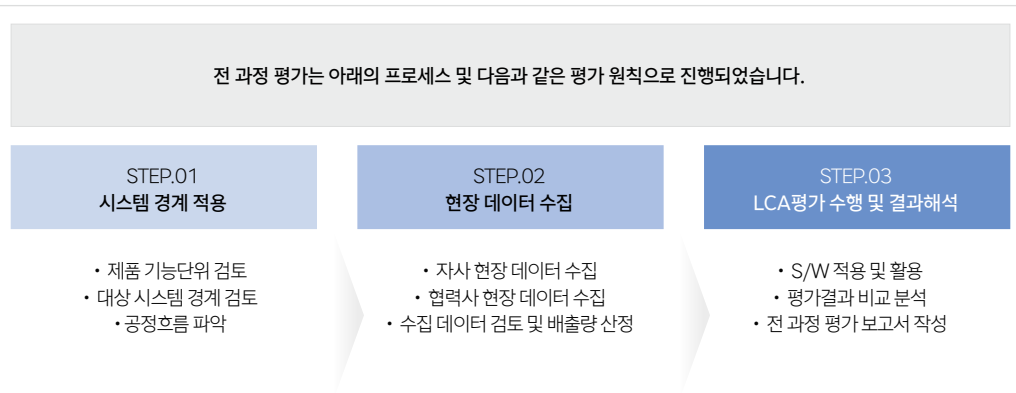 전 과정 평가는 아래의 프로세스 및 다음과 같은 평가 원칙으로 진행되었습니다.
STEP.01
시스템 경계 적용
• 제품 기능단위 검토
• 대상 시스템 경계 검토
• 공정흐름 파악
STEP.02
현장 데이터 수집
• 자사 현장 데이터 수집
• 협력사 현장 데이터 수집
• 수집 데이터 검토 및 배출량 산정
STEP.03
LCA평가 수행 및 결과해석
• S/W 적용 및 활용
• 평가결과 비교 분석
• 전 과정 평가 보고서 작성